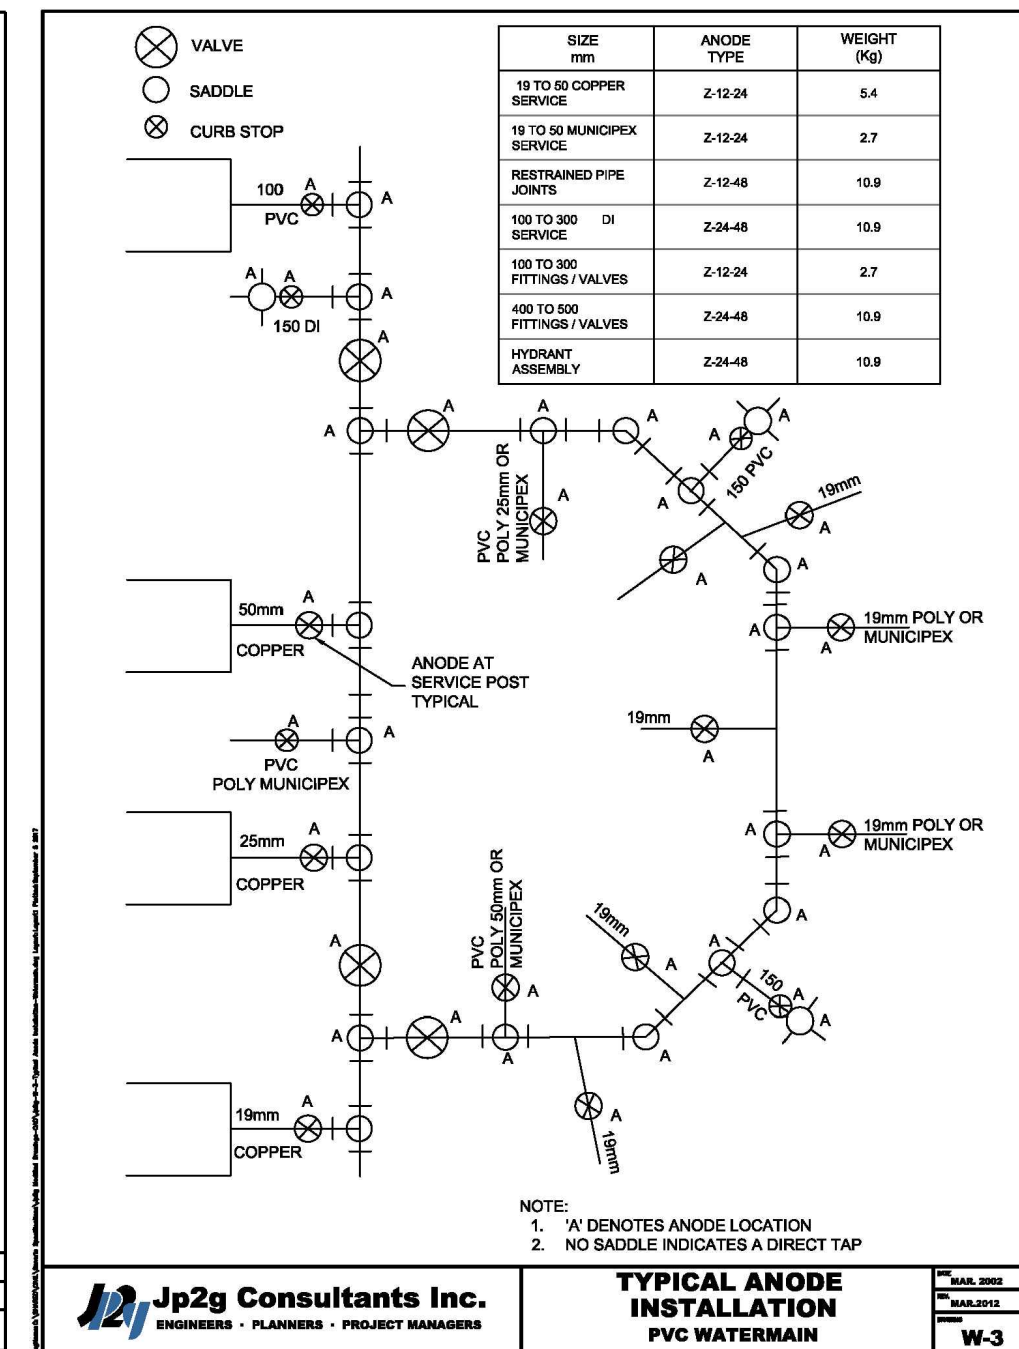 VALVE
SADDLE
CURB STOP
SIZE
mm
ANODE
TYPE
WEIGHT
(Kg)
19 TO 50 COPPER
SERVICE
Z-12-24
5.4
19 TO 50 MUNICIPEX
SERVICE
Z-12-24
2.7
RESTRAINED PIPE
JOINTS
Z-12-48
10.9
100 TO 300 DI
SERVICE
Z-24-48
10.9
100 TO 300
FITTINGS / VALVES
Z-12-24
2.7
400 TO 500
FITTINGS / VALVES
Z-24-48
10.9
HYDRANT
ASSEMBLY
Z-24-48
10.9
100
A
A
PVC
A
A
A
150 DI
A
A
A
A
A
A
A
A
150 PVC
A
PVC
POLY 25mm OR
MUNICIPEX
A
19mm
A
A
A
50mm
A
COPPER
ANODE AT
SERVICE POST
TYPICAL
A
19mm POLY OR
MUNICIPEX
A
A
A
PVC
POLY MUNICIPEX
19mm
A
25mm
A
COPPER
A
19mm POLY OR
MUNICIPEX
A
PVC
POLY 50mm OR
MUNICIPEX
A
19mm
A
A
A
A
150
PVC
A
A
A
A
A
A
A
A
19mm
19mm
A
COPPER
NOTE:
1. 'A' DENOTES ANODE LOCATION
2. NO SADDLE INDICATES A DIRECT TAP
Jp2g
Jp2g Consultants Inc.
ENGINEERS · PLANNERS · PROJECT MANAGERS
TYPICAL ANODE
INSTALLATION
PVC WATERMAIN
DATE
MAR. 2002
REV.
MAR.2012
W-3